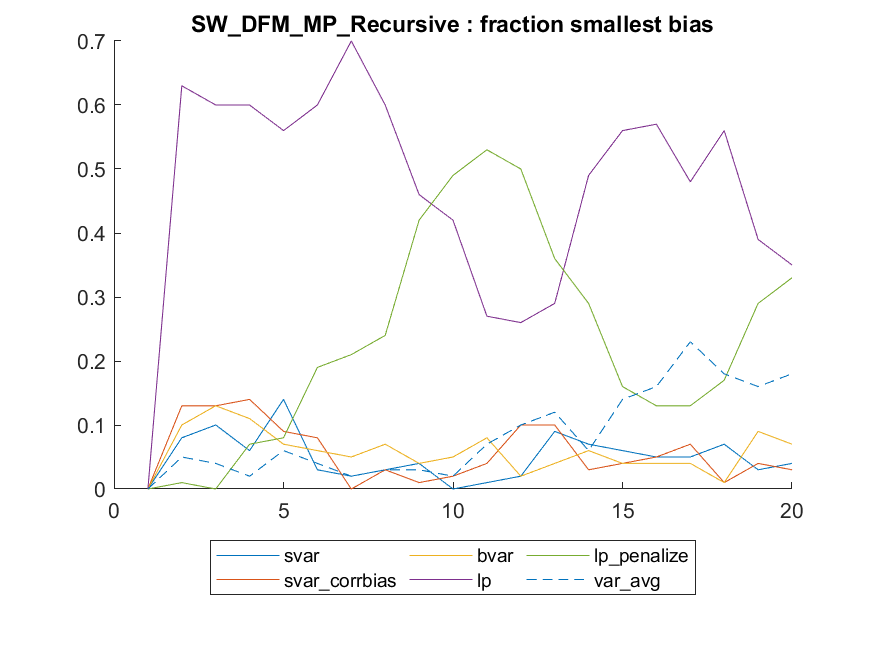 SW_DFM_MP_Recursive : fraction smallest bias
0.7
0.6
0.5
0.4
0.3
0.2
0.1
0
0 5 10 15 20
svar bvar lp_penalize
svar_corrbias lp var_avg